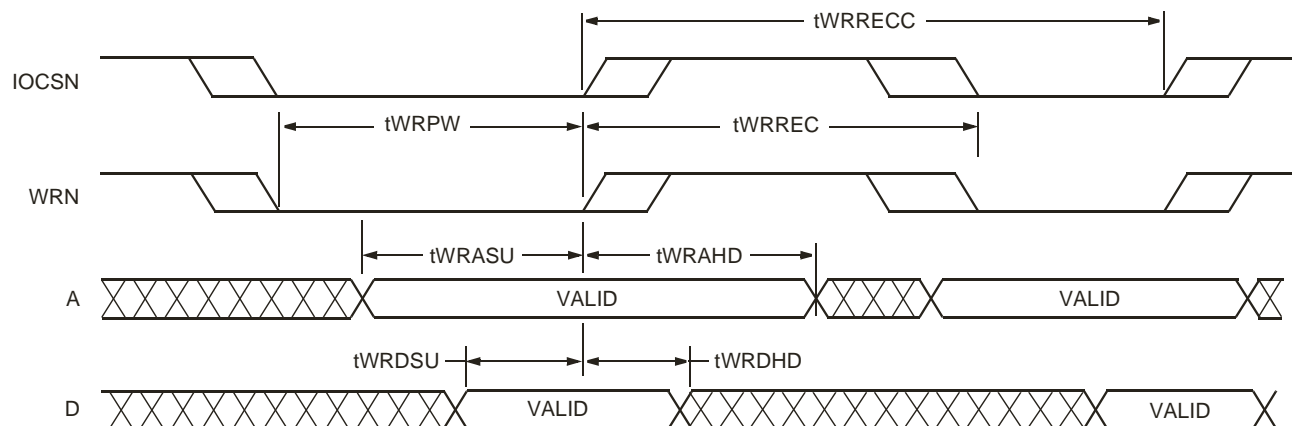 tWRRECC
IOCSN
tWRPW
tWRREC
WRN
tWRASU
tWRAHD
A
VALID
VALID
tWRDSU
tWRDHD
D
VALID
VALID